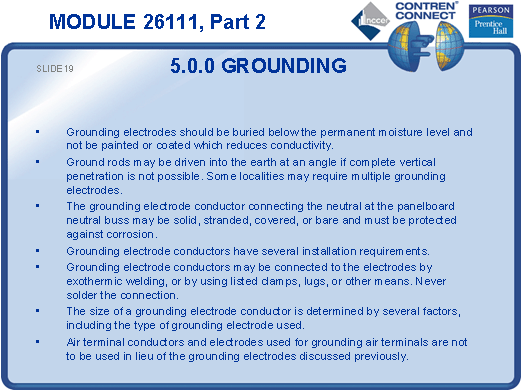 MODULE 26111, Part 2
nccer
CONTREN®
CONNECT
PEARSON
Prentice
Hall
SLIDE 19
5.0.0 GROUNDING
• Grounding electrodes should be buried below the permanent moisture level and
not be painted or coated which reduces conductivity.
• Ground rods may be driven into the earth at an angle if complete vertical
penetration is not possible. Some localities may require multiple grounding
electrodes.
• The grounding electrode conductor connecting the neutral at the panelboard
neutral buss may be solid, stranded, covered, or bare and must be protected
against corrosion.
• Grounding electrode conductors have several installation requirements.
• Grounding electrode conductors may be connected to the electrodes by
exothermic welding, or by using listed clamps, lugs, or other means. Never
solder the connection.
• The size of a grounding electrode conductor is determined by several factors,
including the type of grounding electrode used.
• Air terminal conductors and electrodes used for grounding air terminals are not
to be used in lieu of the grounding electrodes discussed previously.